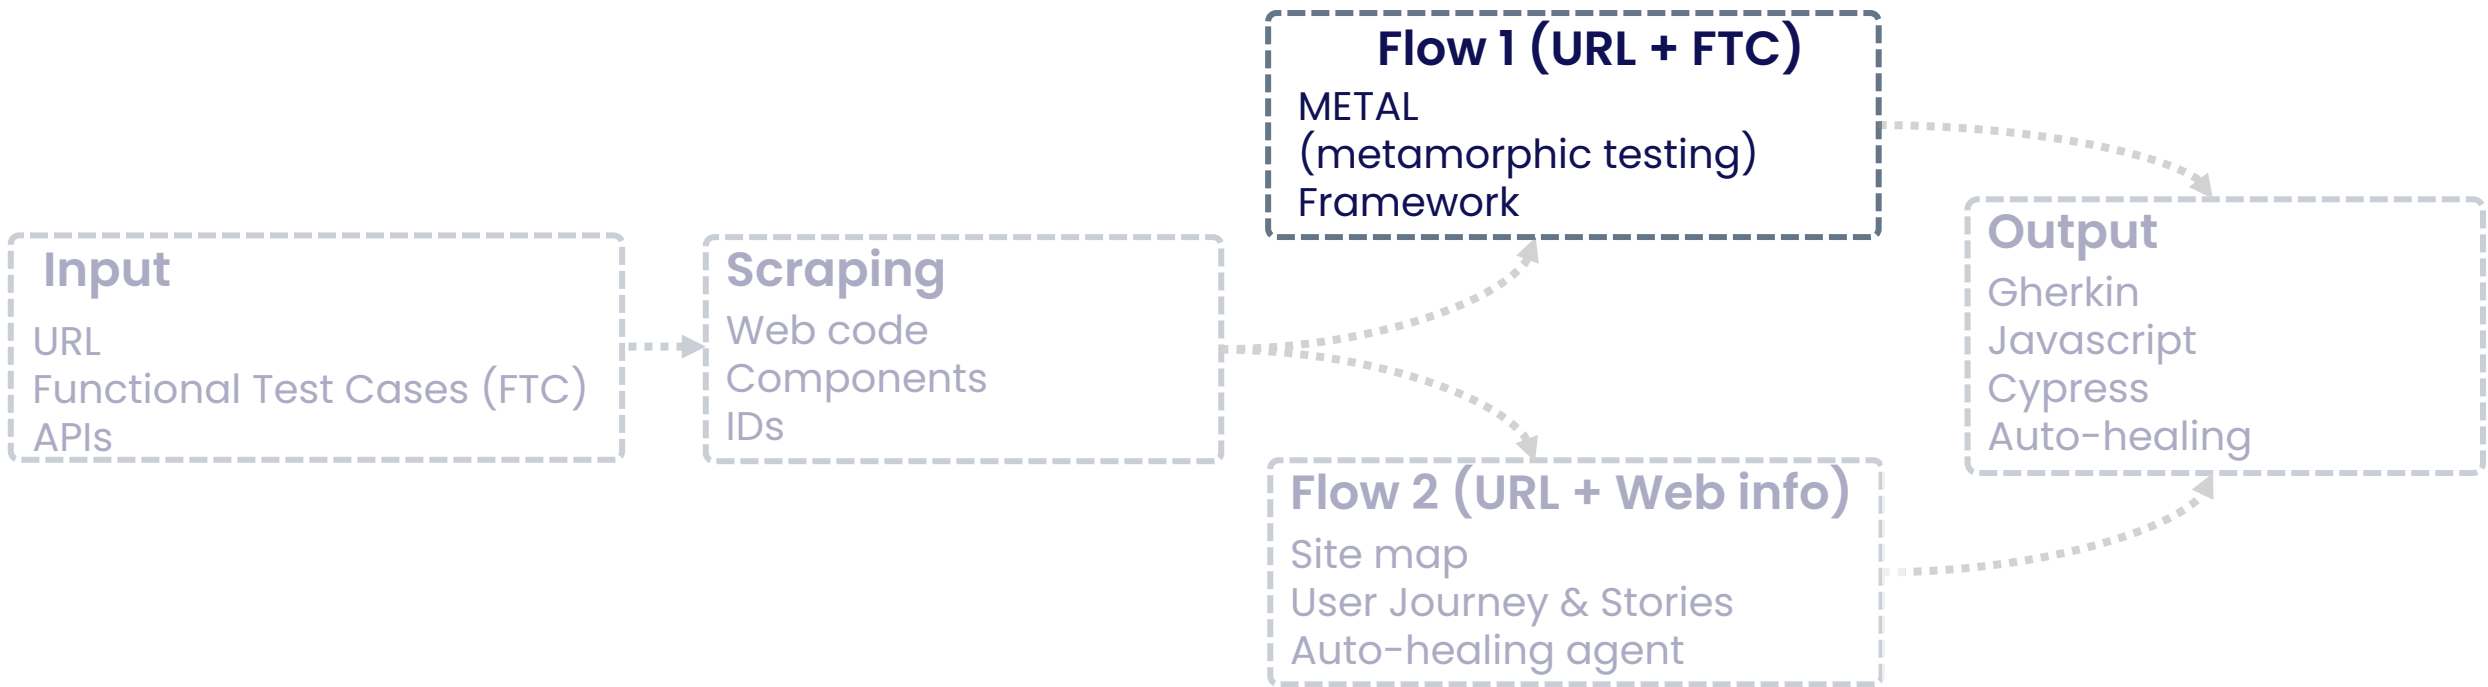 Input
URL
Functional Test Cases (FTC)
APIs
Scraping
Web code
Components
IDs
Flow 1 (URL + FTC)
METAL
(metamorphic testing)
Framework
Flow 2 (URL + Web info)
Site map
User Journey & Stories
Auto-healing agent
Output
Gherkin
Javascript
Cypress
Auto-healing